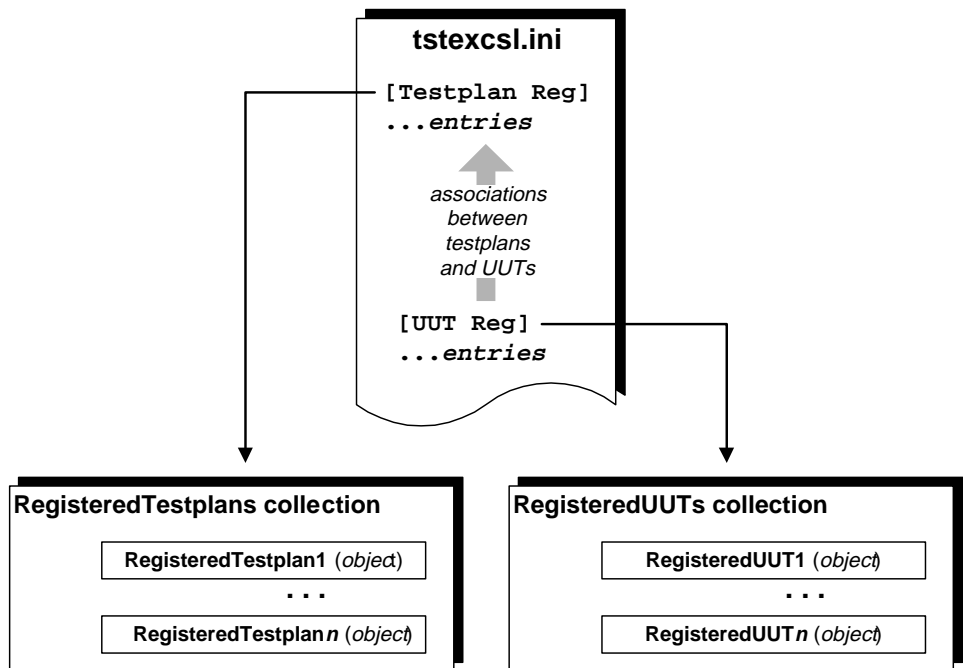 tstexcsl.ini
[Testplan Reg]
...entries
associations
between
testplans
and UUTs
[UUT Reg]
...entries
RegisteredTestplans collection
RegisteredTestplan1 (object)
...
RegisteredTestplann (object)
RegisteredUUTs collection
RegisteredUUT1 (object)
...
RegisteredUUTn (object)